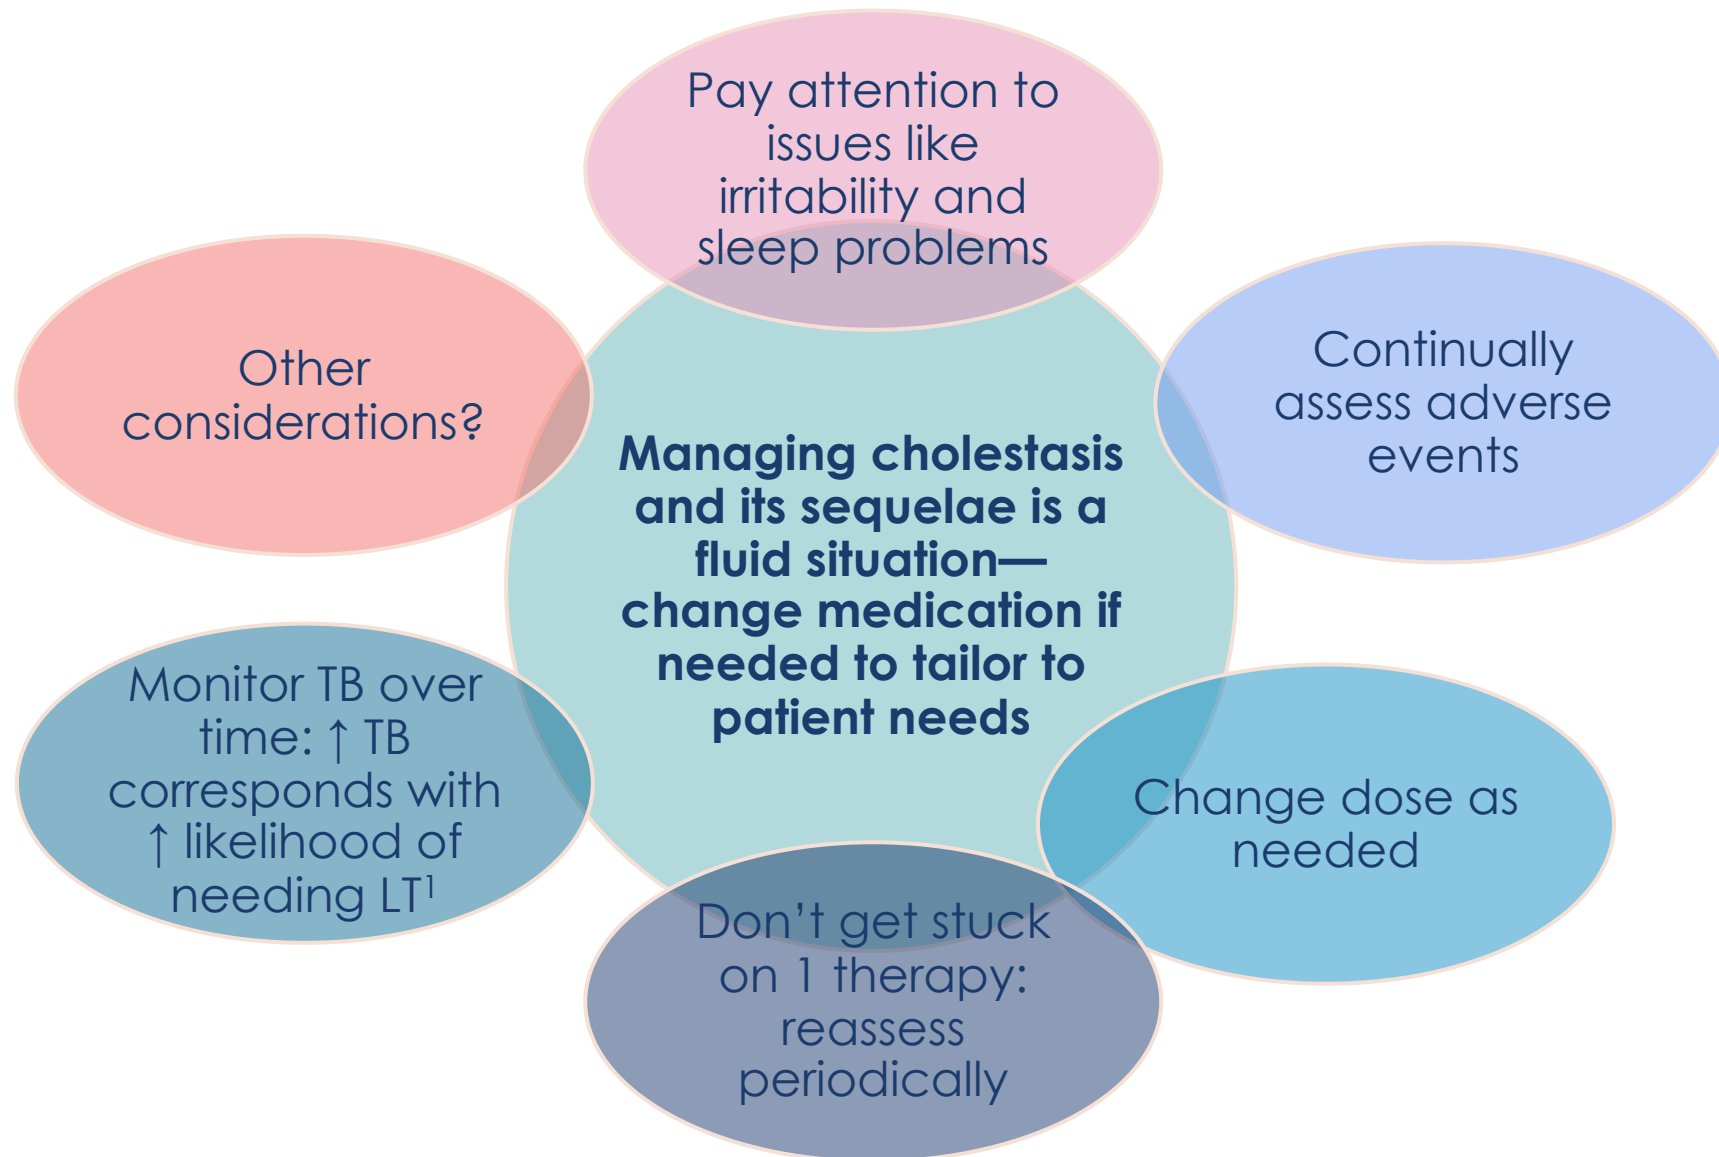 Pay attention to
issues like
irritability and
sleep problems
Continually
assess adverse
events
Other
considerations?
Managing cholestasis
and its sequelae is a
fluid situation—
change medication if
needed to tailor to
patient needs
Monitor TB over
time: ↑ TB
corresponds with
↑ likelihood of
needing LT¹
Change dose as
needed
Don’t get stuck
on 1 therapy:
reassess
periodically